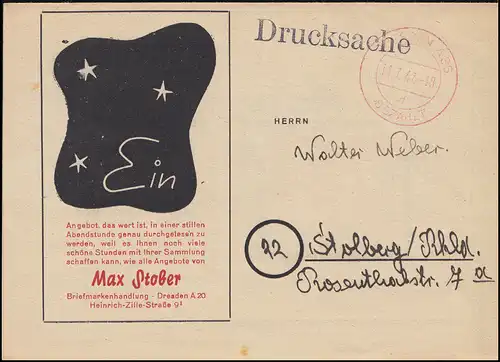 Drucksache
Ein
Angebot, das wert ist, in einer stillen
Abendstunde genau durchgelesen zu
werden, weil es Ihnen noch viele
schöne Stunden mit Ihrer Sammlung
schaffen kann, wie alle Angebote von
Max Stober
Briefmarkenhandlung - Dresden A.20
Heinrich-Zille-Straße 9
HERRN
Walter Weber.
22
Stolberg/Rhld.
Rosenthalstr. 7a